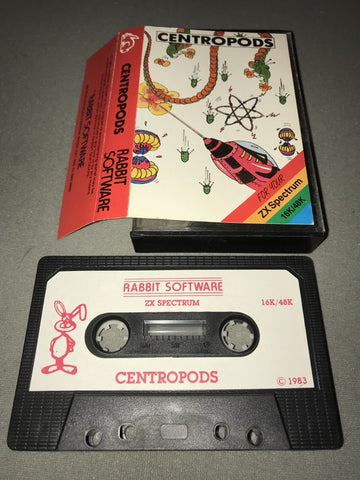 CENTROPODS
RABBIT SOFTWARE
CENTROPODS
FOR YOUR
ZX Spectrum
16K/48K
RABBIT SOFTWARE
RABBIT SOFTWARE
ZX SPECTRUM
16K/48K
CENTROPODS
© 1983